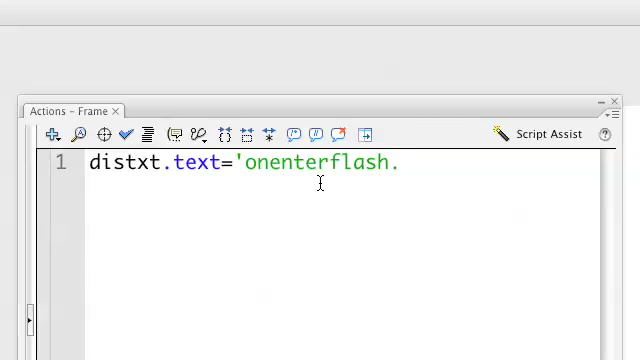 Actions – Frame
Script Assist
1 distxt.text='onenterflash.